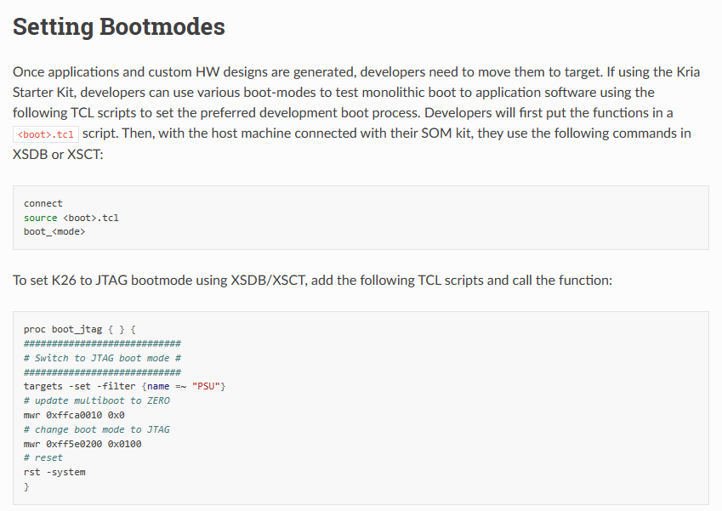 Setting Bootmodes
Once applications and custom HW designs are generated, developers need to move them to target. If using the Kria
Starter Kit, developers can use various boot-modes to test monolithic boot to application software using the
following TCL scripts to set the preferred development boot process. Developers will first put the functions in a
<boot>.tcl script. Then, with the host machine connected with their SOM kit, they use the following commands in
XSDB or XSCT:
connect
source <boot>.tcl
boot_<mode>
To set K26 to JTAG bootmode using XSDB/XSCT, add the following TCL scripts and call the function:
proc boot_jtag { } {
############################
# Switch to JTAG boot mode #
############################
targets -set -filter {name =~ "PSU"}
# update multiboot to ZERO
mwr 0xffca0010 0x0
# change boot mode to JTAG
mwr 0xff5e0200 0x0100
# reset
rst -system
}